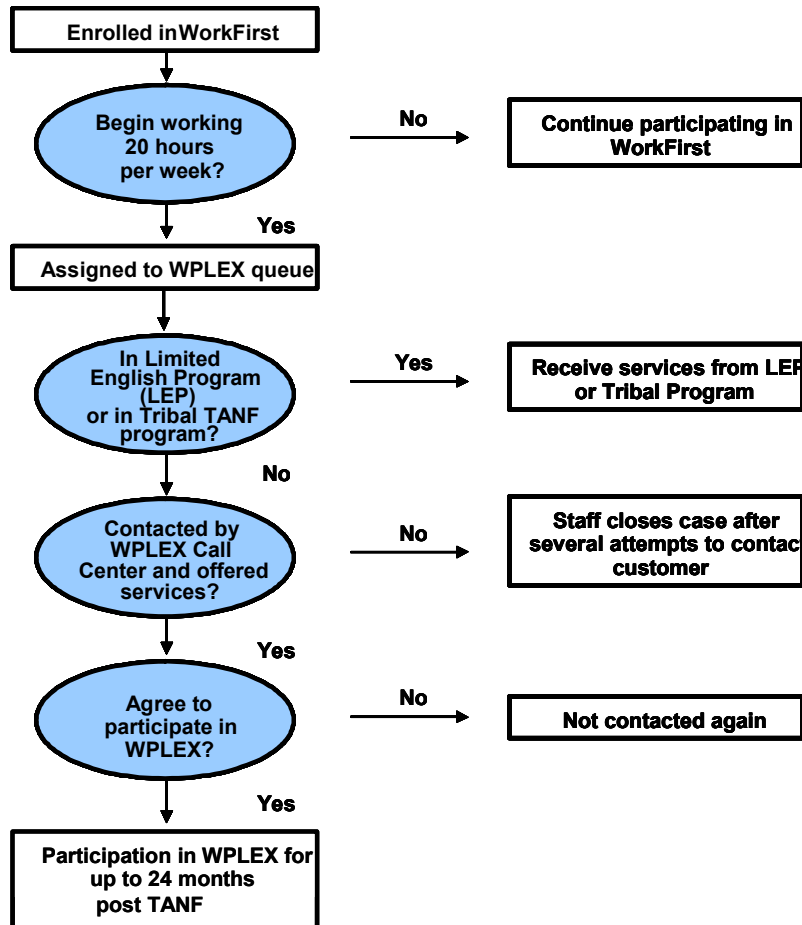 Enrolled inWorkFirst
Begin working
20 hours
per week?
No
Continue participating in
WorkFirst
Yes
Assigned to WPLEX queue
In Limited
English Program
(LEP)
or in Tribal TANF
program?
Yes
Receive services from LEP
or Tribal Program
No
Contacted by
WPLEX Call
Center and offered
services?
No
Staff closes case after
several attempts to contact
customer
Yes
Agree to
participate in
WPLEX?
No
Not contacted again
Yes
Participation in WPLEX for
up to 24 months
post TANF